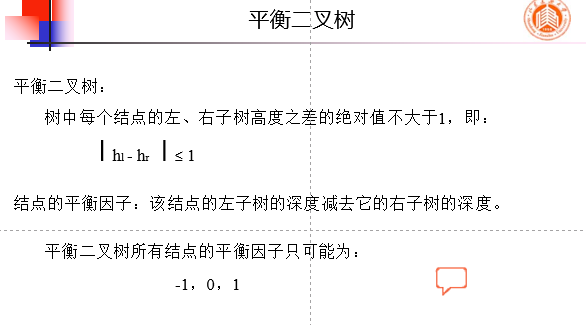 平衡二叉树
平衡二叉树：
树中每个结点的左、右子树高度之差的绝对值不大于1，即：
| hl - hr | ≤ 1
结点的平衡因子：该结点的左子树的深度减去它的右子树的深度。
平衡二叉树所有结点的平衡因子只可能为：
-1，0，1